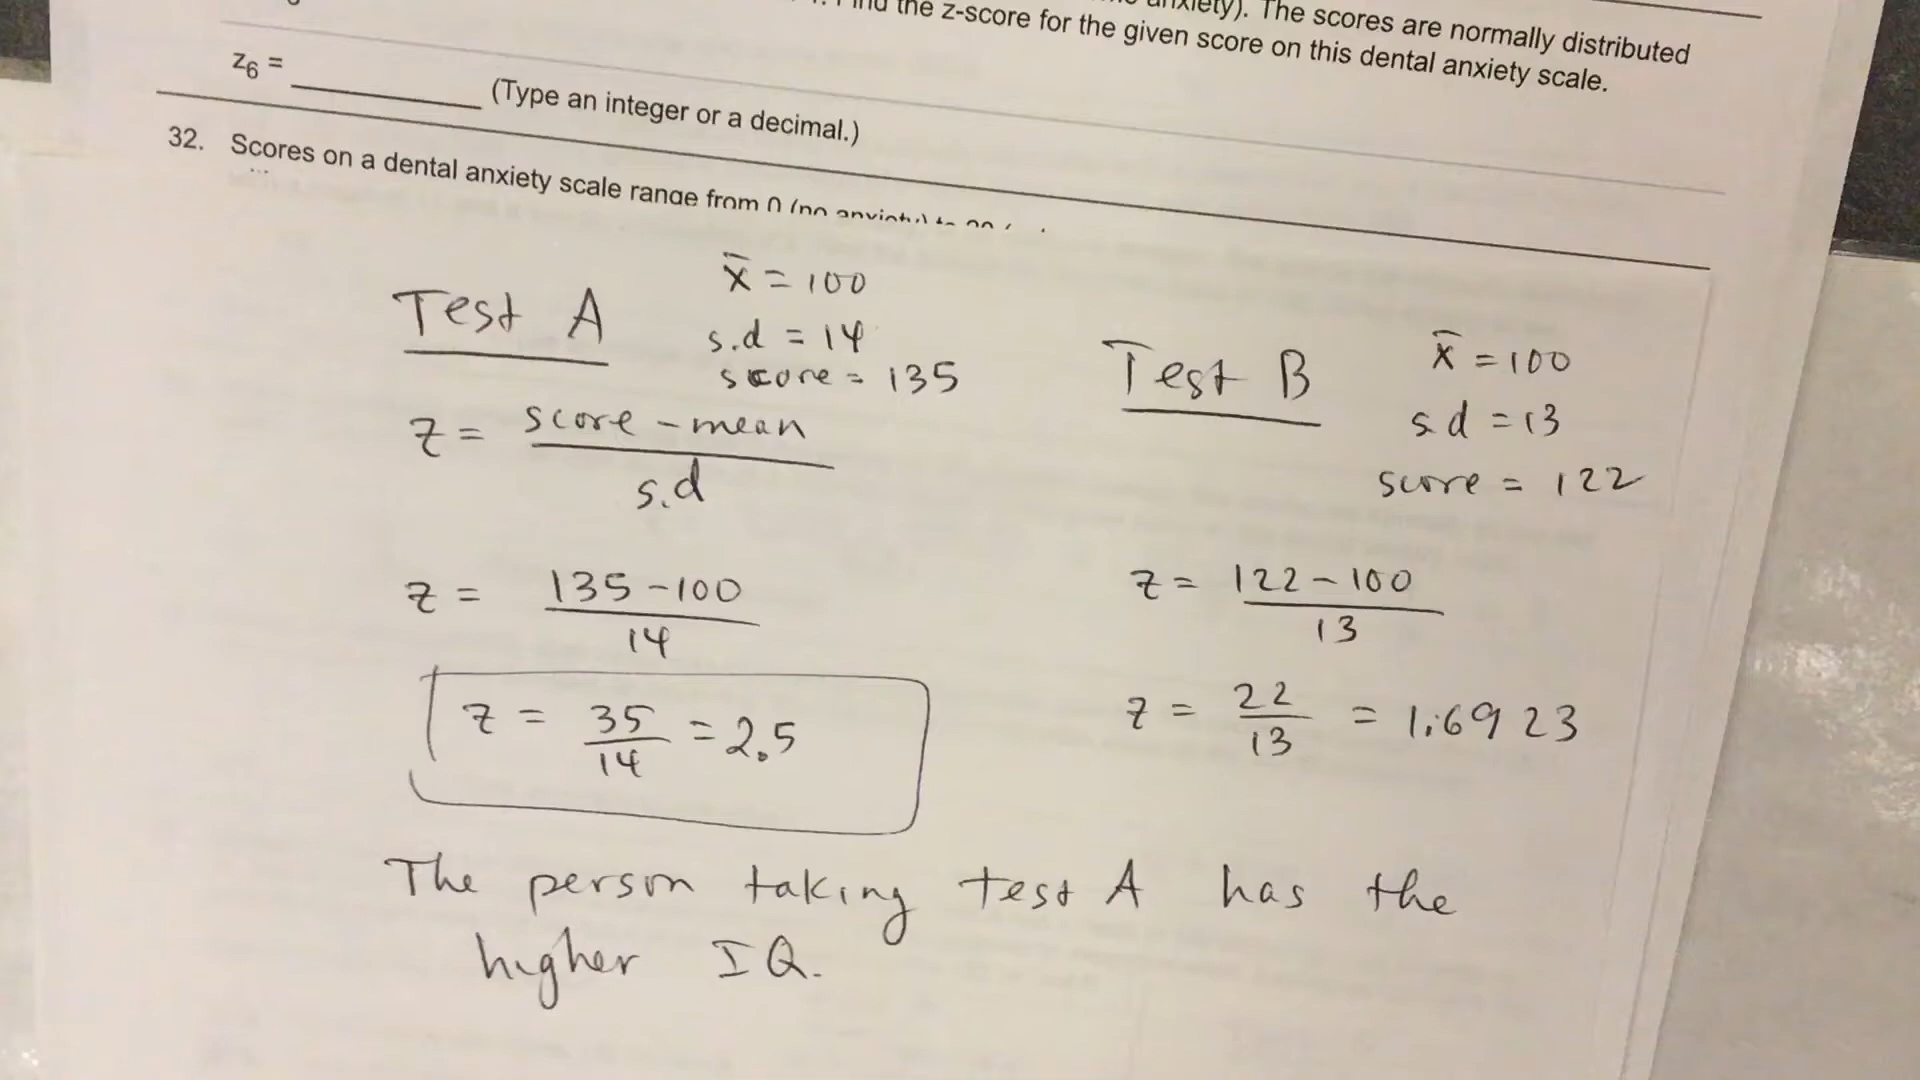 anxiety). The scores are normally distributed
the z-score for the given score on this dental anxiety scale.
z6 = ________ (Type an integer or a decimal.)
32. Scores on a dental anxiety scale range from 0 (no anxiety) to
Test A
x̄ = 100
s.d = 14
score = 135
z = score - mean / s.d
z = 135 - 100 / 14
z = 35/14 = 2.5
Test B
x̄ = 100
s.d = 13
score = 122
z = 122 - 100 / 13
z = 22/13 = 1.6923
The person taking test A has the
higher IQ.